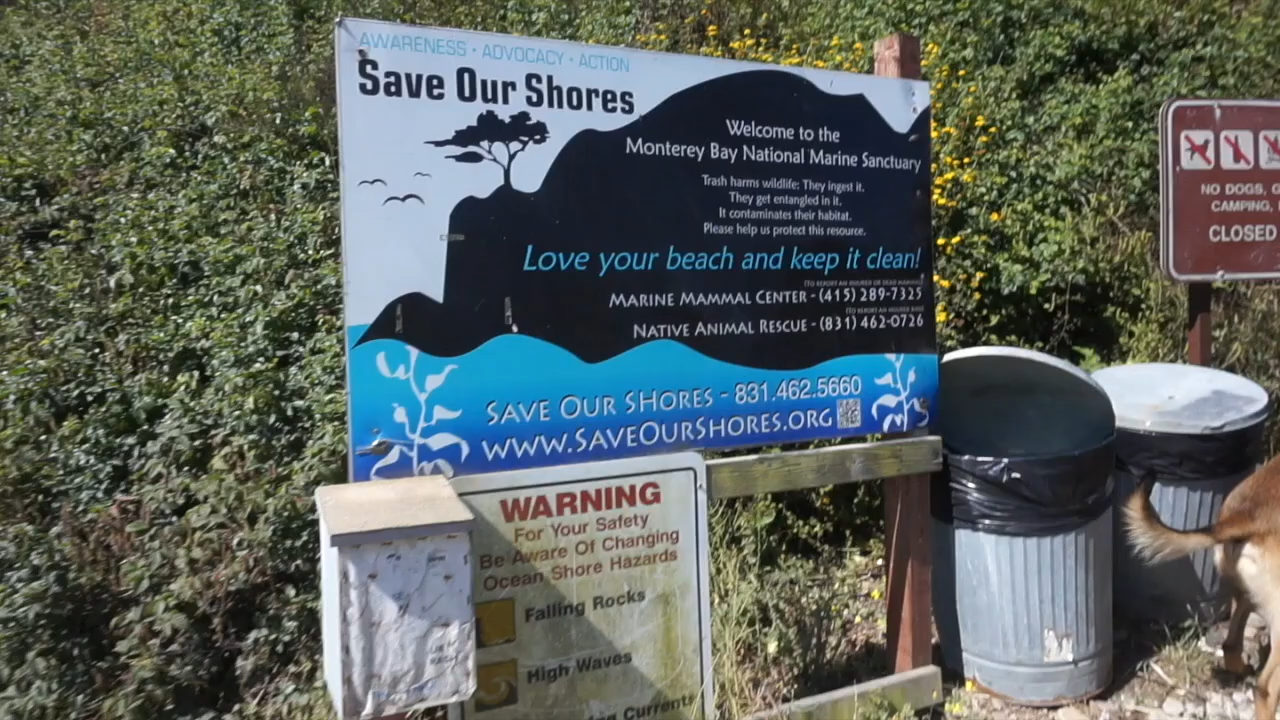 AWARENESS · ADVOCACY · ACTION
Save Our Shores
Welcome to the
Monterey Bay National Marine Sanctuary
Trash harms wildlife: They ingest it.
They get entangled in it.
It contaminates their habitat.
Please help us protect this resource.
Love your beach and keep it clean!
(TO REPORT AN INJURED OR DEAD MAMMAL)
MARINE MAMMAL CENTER - (415) 289-7325
(TO REPORT AN INJURED BIRD)
NATIVE ANIMAL RESCUE - (831) 462-0726
SAVE OUR SHORES - 831.462.5660
WWW.SAVEOURSHORES.ORG
WARNING
For Your Safety
Be Aware Of Changing
Ocean Shore Hazards
Falling Rocks
High Waves
Current
NO DOGS,
CAMPING,
CLOSED